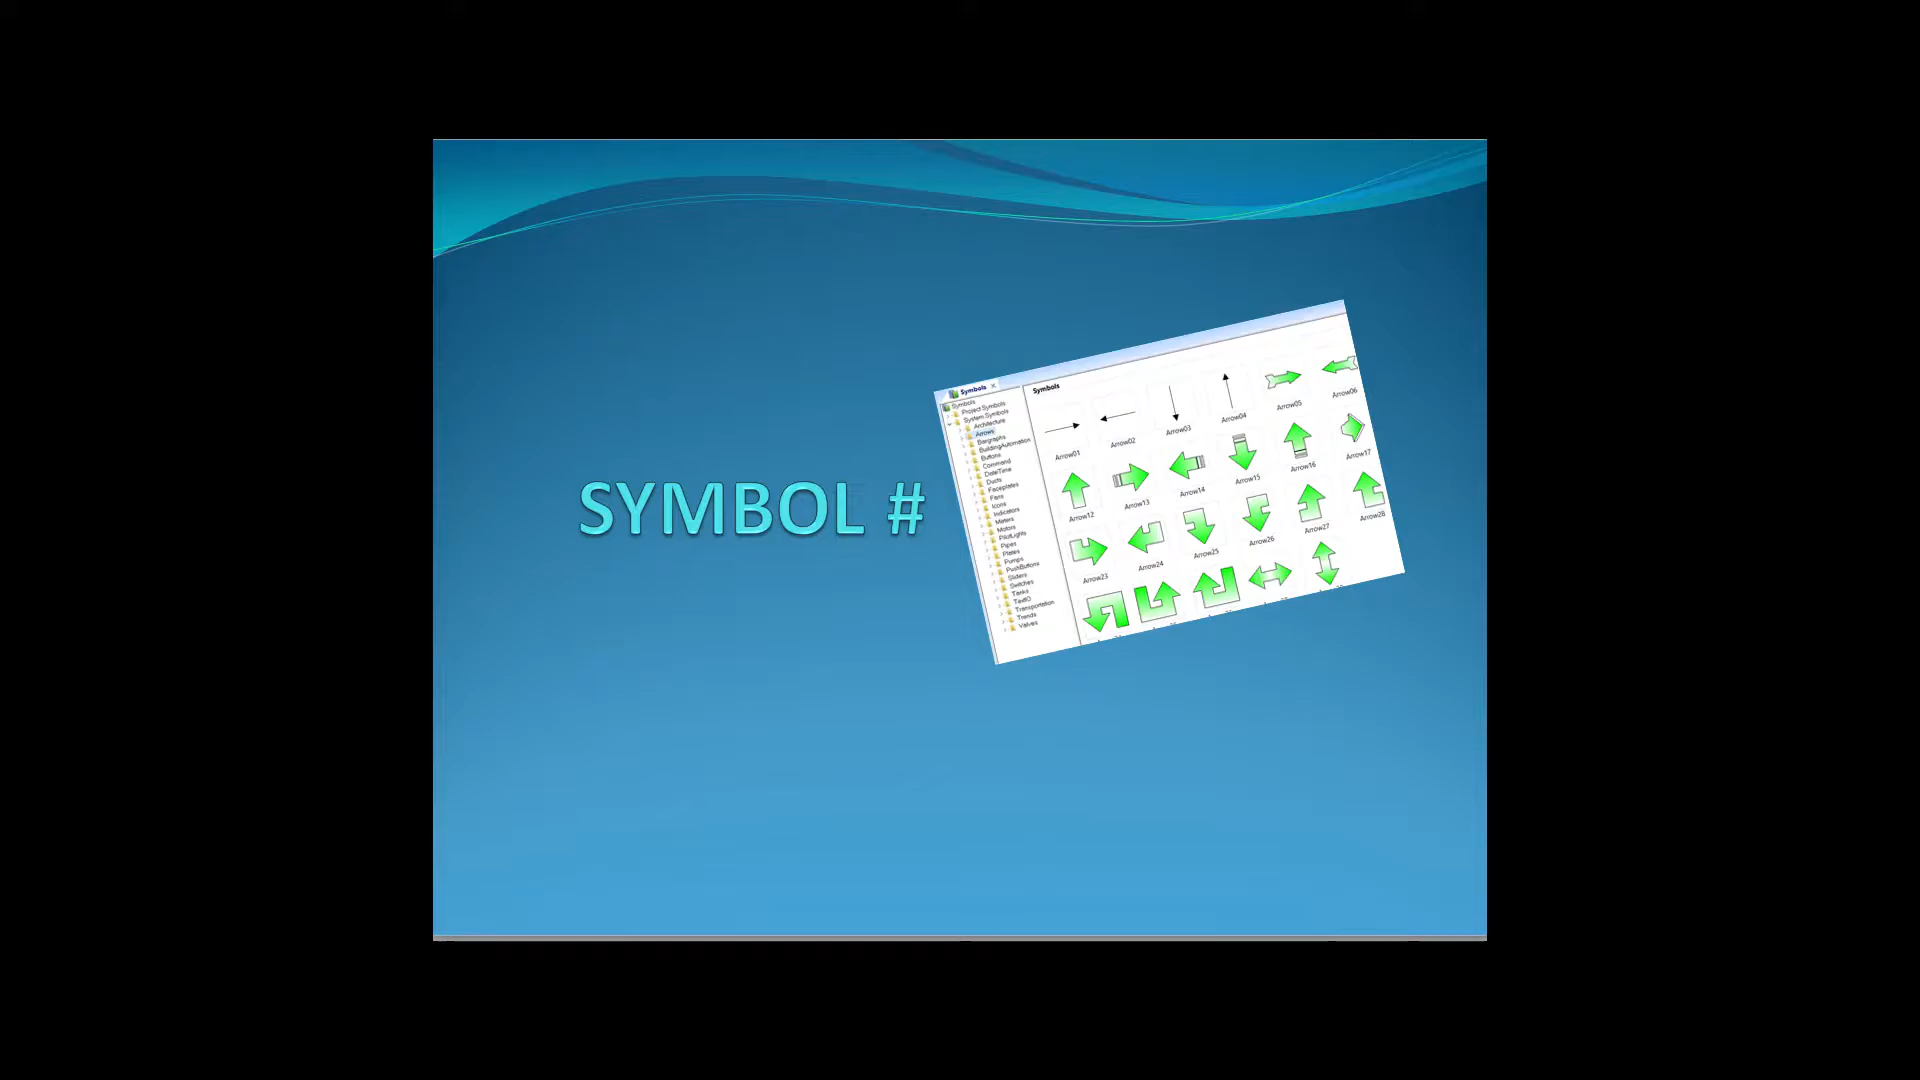 SYMBOL #
Symbols
Symbols
Project Symbols
System Symbols
Architecture
Arrows
Bargraphs
BuildingAutomation
Buttons
Command
DateTime
Ducts
Faceplates
Fans
Icons
Indicators
Meters
Motors
PilotLights
Pipes
Plates
Pumps
PushButtons
Sliders
Switches
Tanks
TextIO
Transportation
Trends
Valves
Symbols
Arrow01 Arrow02 Arrow03 Arrow04 Arrow05 Arrow06
Arrow12 Arrow13 Arrow14 Arrow15 Arrow16 Arrow17
Arrow23 Arrow24 Arrow25 Arrow26 Arrow27 Arrow28